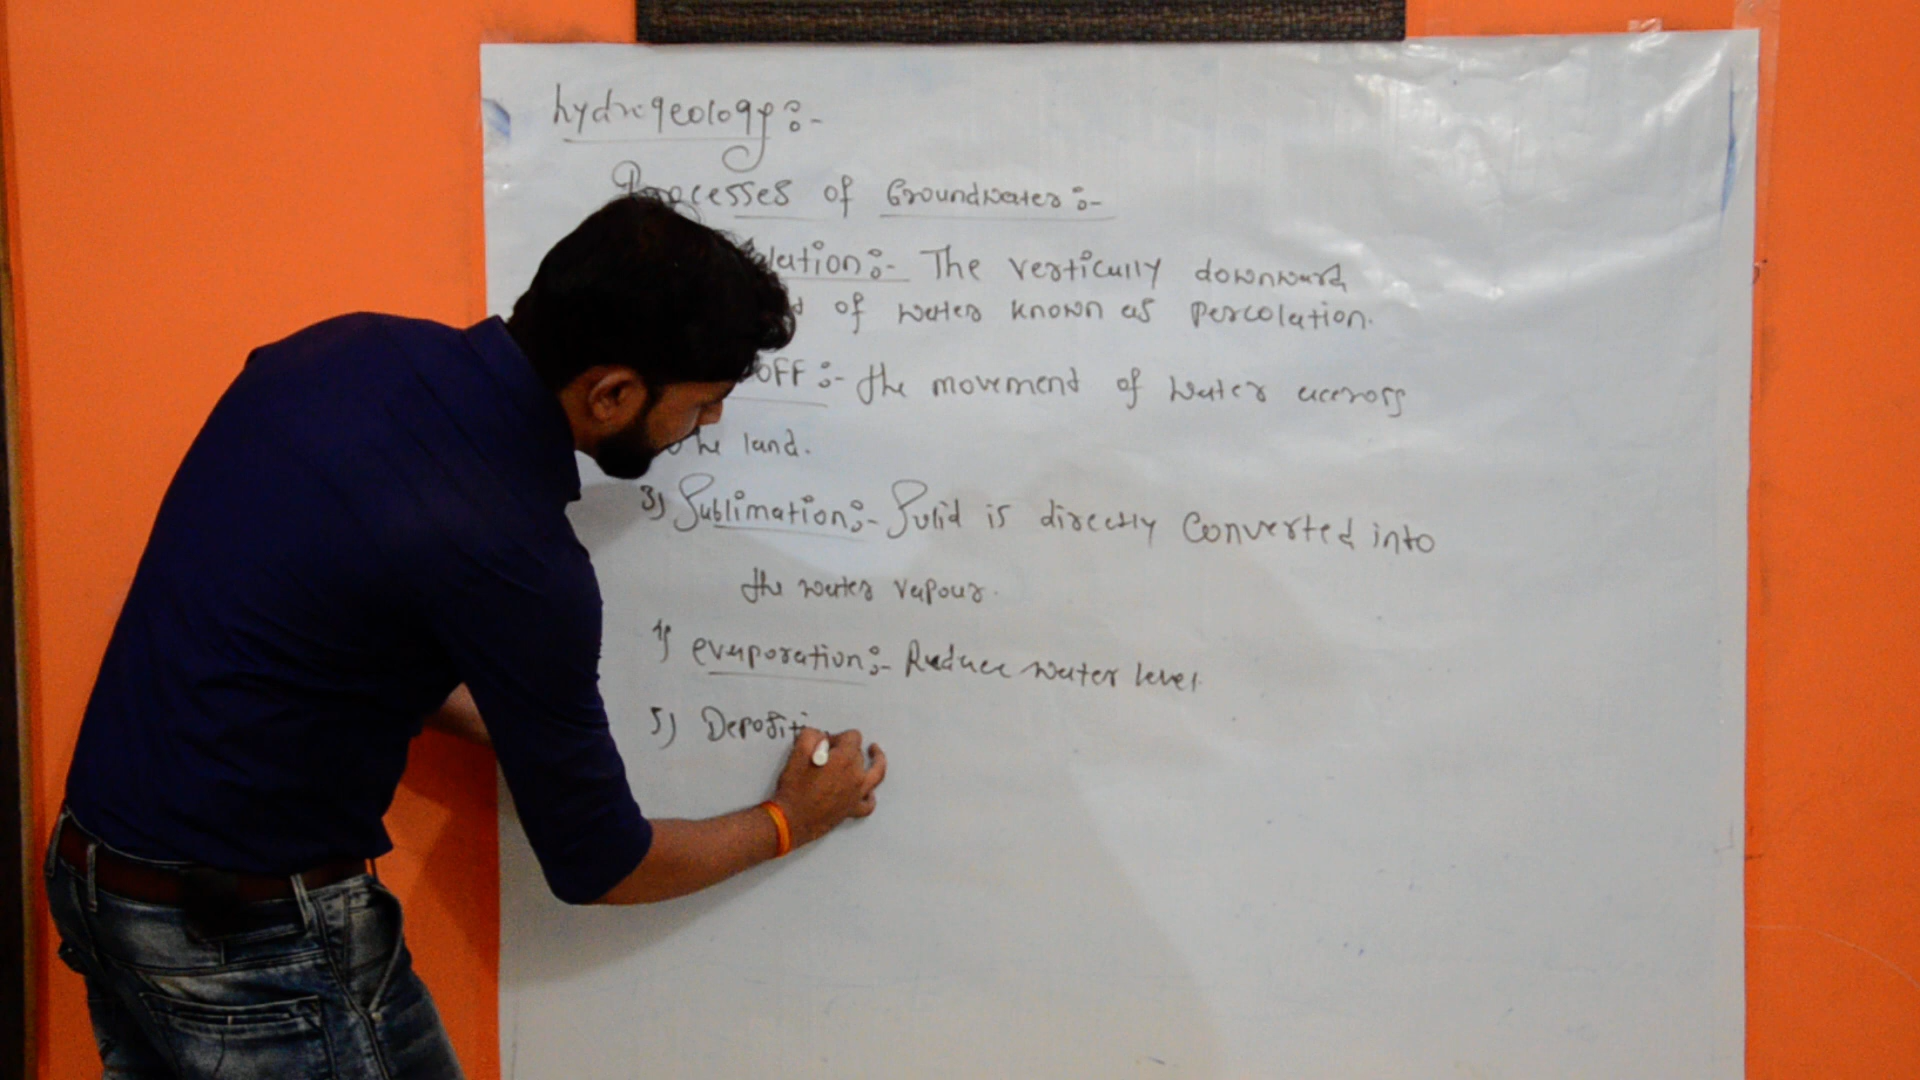 hydrogeology:-
Processes of Groundwater:-
lation:- The vertically downward
of water known as percolation.
OFF :- the movement of water accross
the land.
3) Sublimation:- Solid is directly Converted into
the water vapour.
4) evaporation:- Reduce water level.
5) Depositi